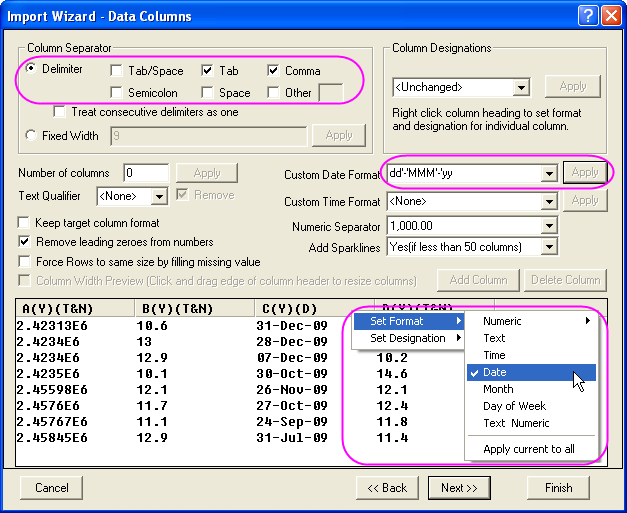 Import Wizard - Data Columns
Column Separator
Delimiter
Tab/Space
Tab
Comma
Semicolon
Space
Other
Treat consecutive delimiters as one
Fixed Width
9
Apply
Column Designations
<Unchanged>
Apply
Right click column heading to set format
and designation for individual column.
Number of columns
0
Apply
Text Qualifier
<None>
Remove
Custom Date Format
dd'-'MMM'-'yy
Apply
Custom Time Format
<None>
Apply
Numeric Separator
1,000.00
Add Sparklines
Yes(if less than 50 columns)
Keep target column format
Remove leading zeroes from numbers
Force Rows to same size by filling missing value
Column Width Preview (Click and drag edge of column header to resize columns)
Add Column
Delete Column
A(Y)(T&N) B(Y)(T&N) C(Y)(D) D(Y)(T&N)
2.42313E6 10.6 31-Dec-09
2.4234E6 13 28-Dec-09
2.4234E6 12.9 07-Dec-09 10.2
2.4235E6 10.1 30-Oct-09 14.6
2.45598E6 12.1 26-Nov-09 12.1
2.4576E6 11.7 27-Oct-09 12.4
2.45767E6 11.1 24-Sep-09 11.8
2.45845E6 12.9 31-Jul-09 11.4
Set Format
Set Designation
Numeric
Text
Time
Date
Month
Day of Week
Text Numeric
Apply current to all
Cancel
<< Back
Next >>
Finish